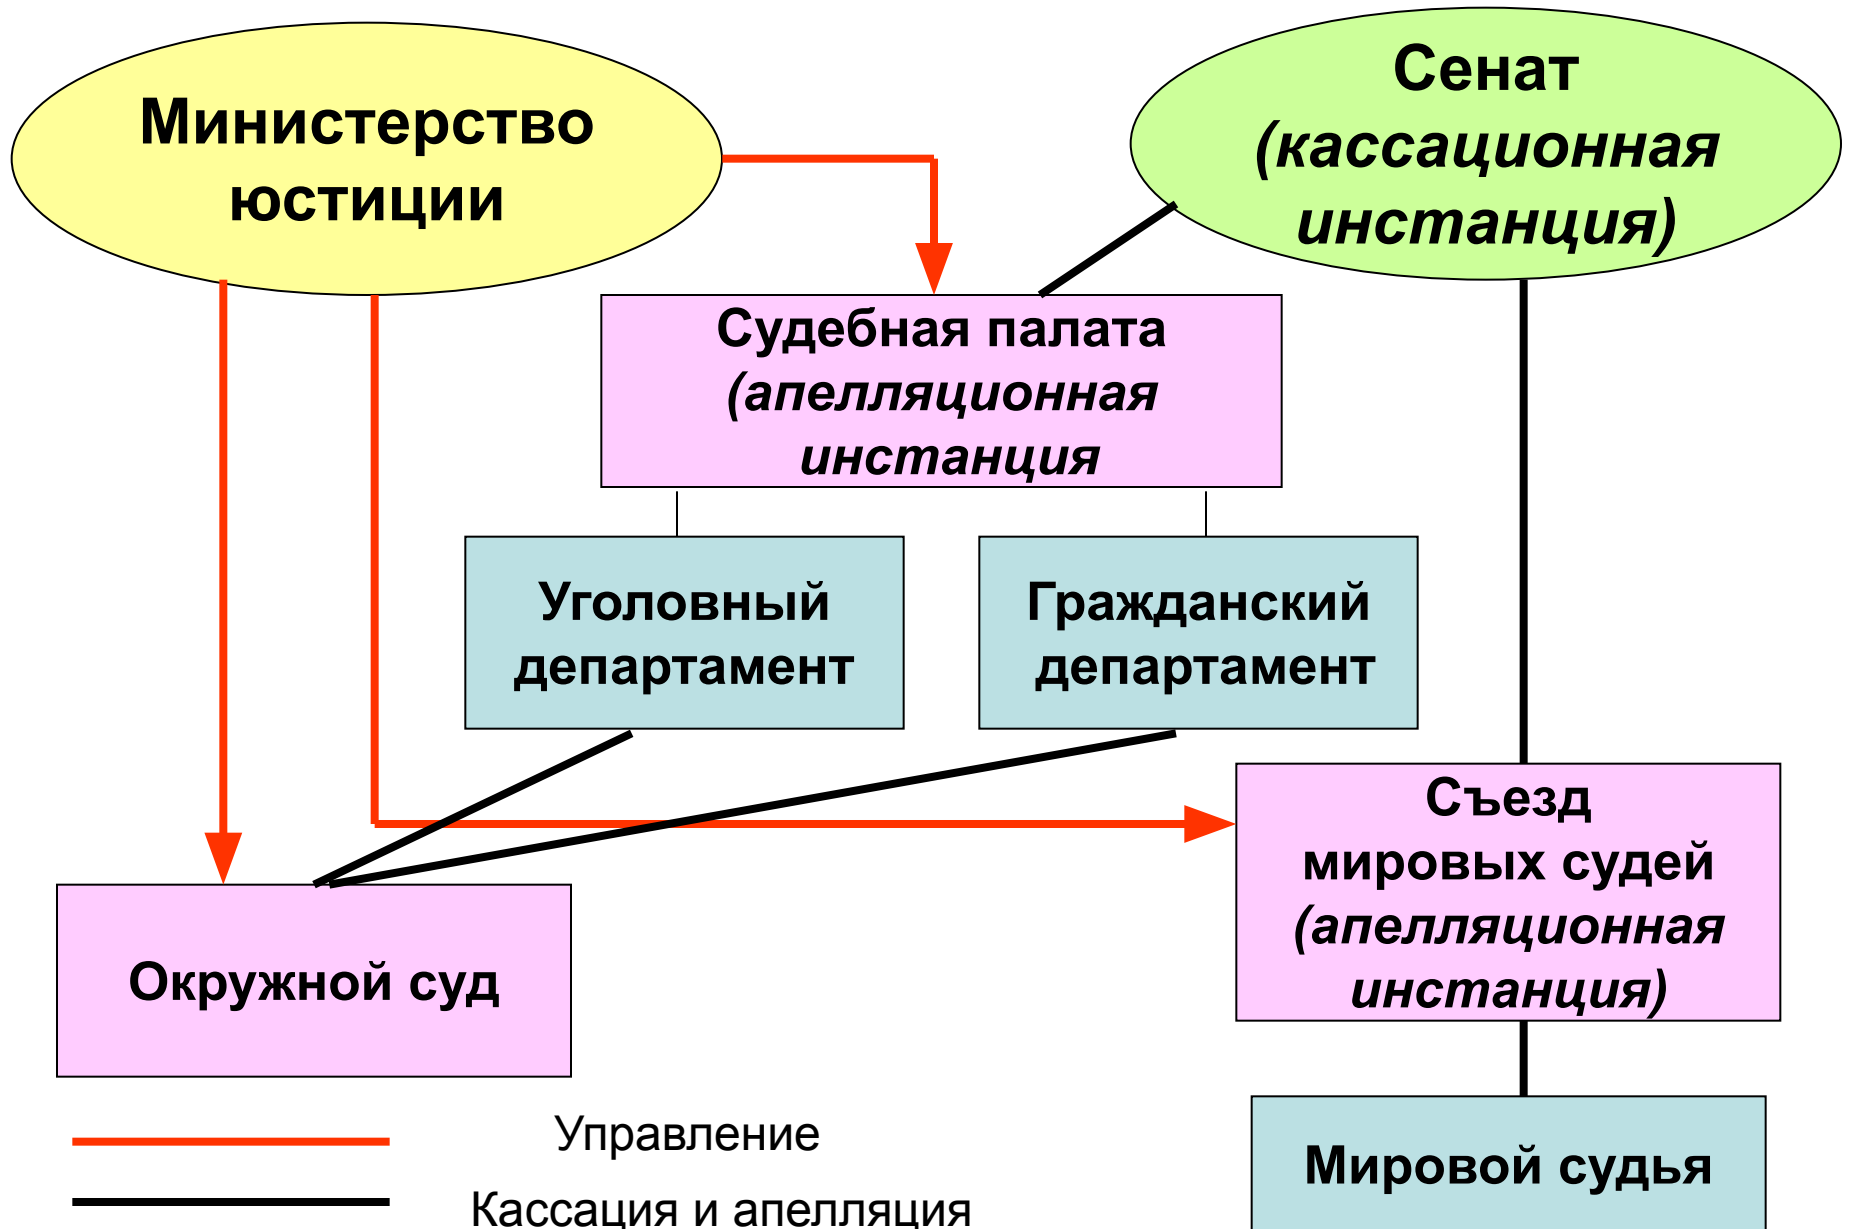 Министерство
юстиции
Сенат
(кассационная
инстанция)
Судебная палата
(апелляционная
инстанция
Уголовный
департамент
Гражданский
департамент
Съезд
мировых судей
(апелляционная
инстанция)
Окружной суд
Мировой судья
Управление
Кассация и апелляция